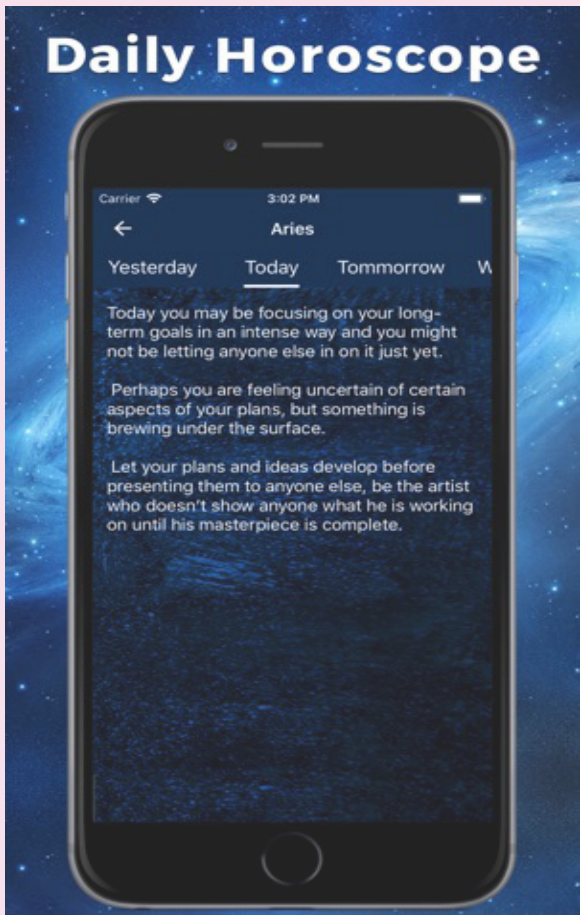 Daily Horoscope
Carrier 3:02 PM
Aries
Yesterday Today Tommorrow W
Today you may be focusing on your long-
term goals in an intense way and you might
not be letting anyone else in on it just yet.
Perhaps you are feeling uncertain of certain
aspects of your plans, but something is
brewing under the surface.
Let your plans and ideas develop before
presenting them to anyone else, be the artist
who doesn't show anyone what he is working
on until his masterpiece is complete.